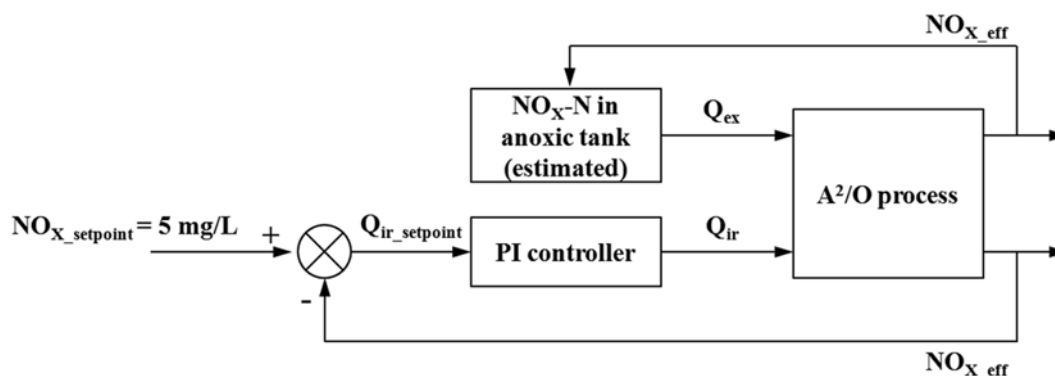 NOX_eff
NOX-N in
anoxic tank
(estimated)
Qex
A²/O process
NOX_setpoint = 5 mg/L
+
Qir_setpoint
PI controller
Qir
-
NOX_eff